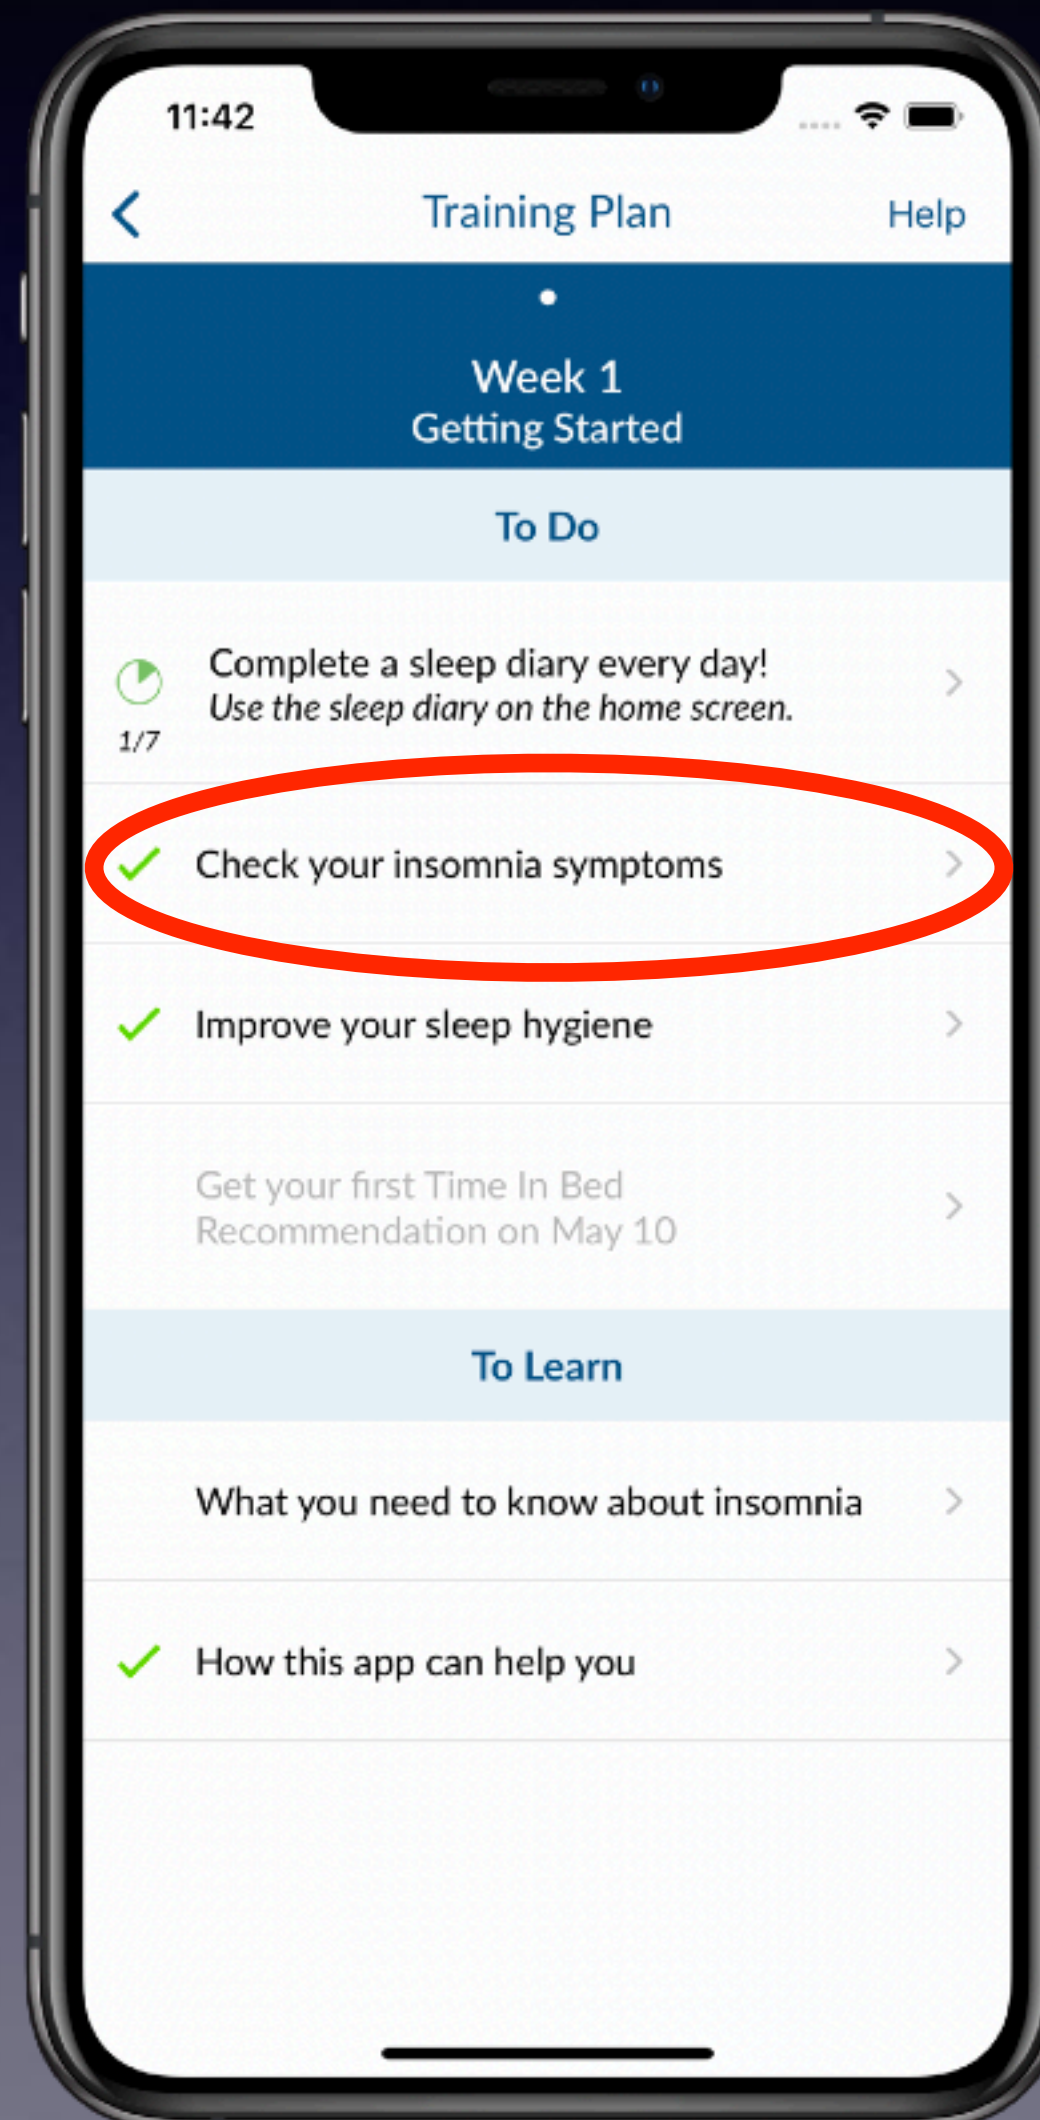 11:42
Training Plan
Help
Week 1
Getting Started
To Do
Complete a sleep diary every day!
Use the sleep diary on the home screen.
1/7
Check your insomnia symptoms
Improve your sleep hygiene
Get your first Time In Bed
Recommendation on May 10
To Learn
What you need to know about insomnia
How this app can help you